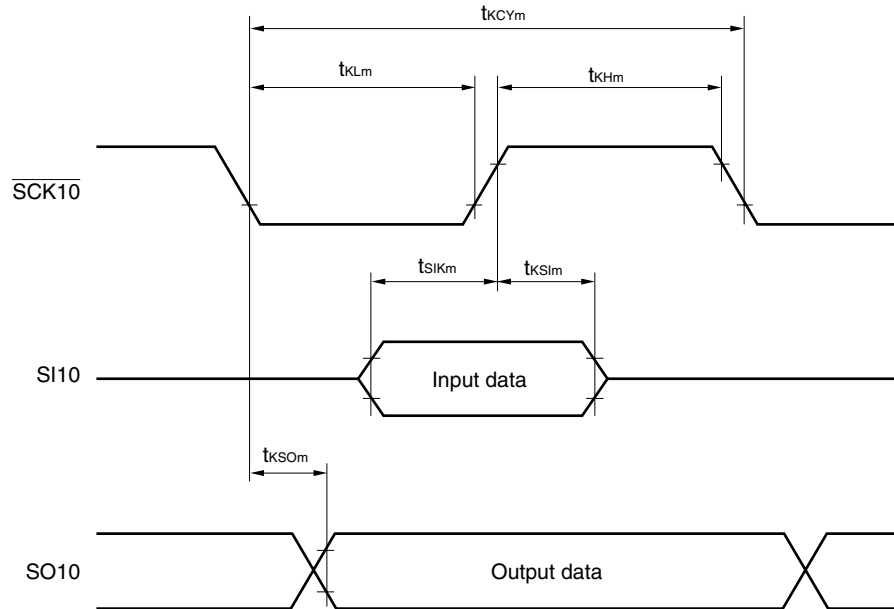 tKCYm
tKLm
tKHm
SCK10
tSIKm
tKSIm
SI10
Input data
tKSOm
SO10
Output data